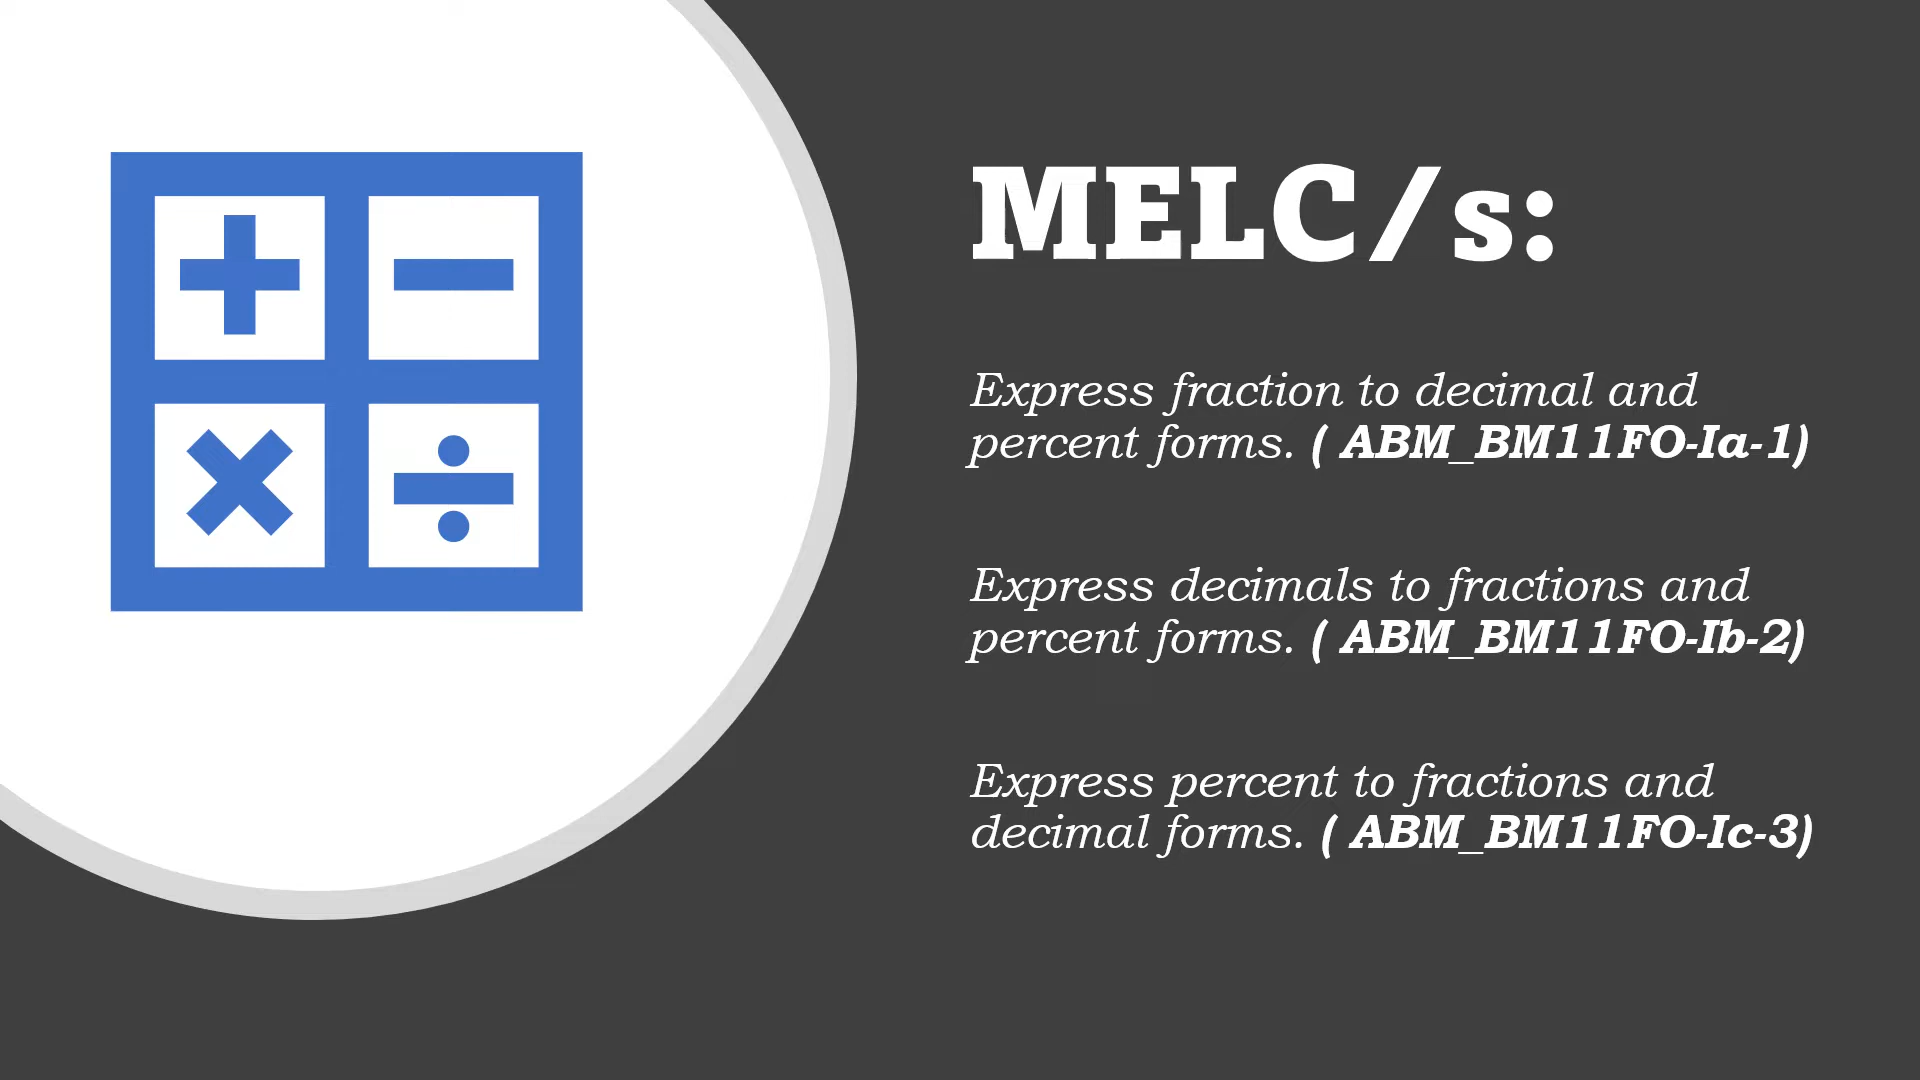 MELC/s:
Express fraction to decimal and
percent forms. ( ABM_BM11FO-Ia-1)
Express decimals to fractions and
percent forms. ( ABM_BM11FO-Ib-2)
Express percent to fractions and
decimal forms. ( ABM_BM11FO-Ic-3)